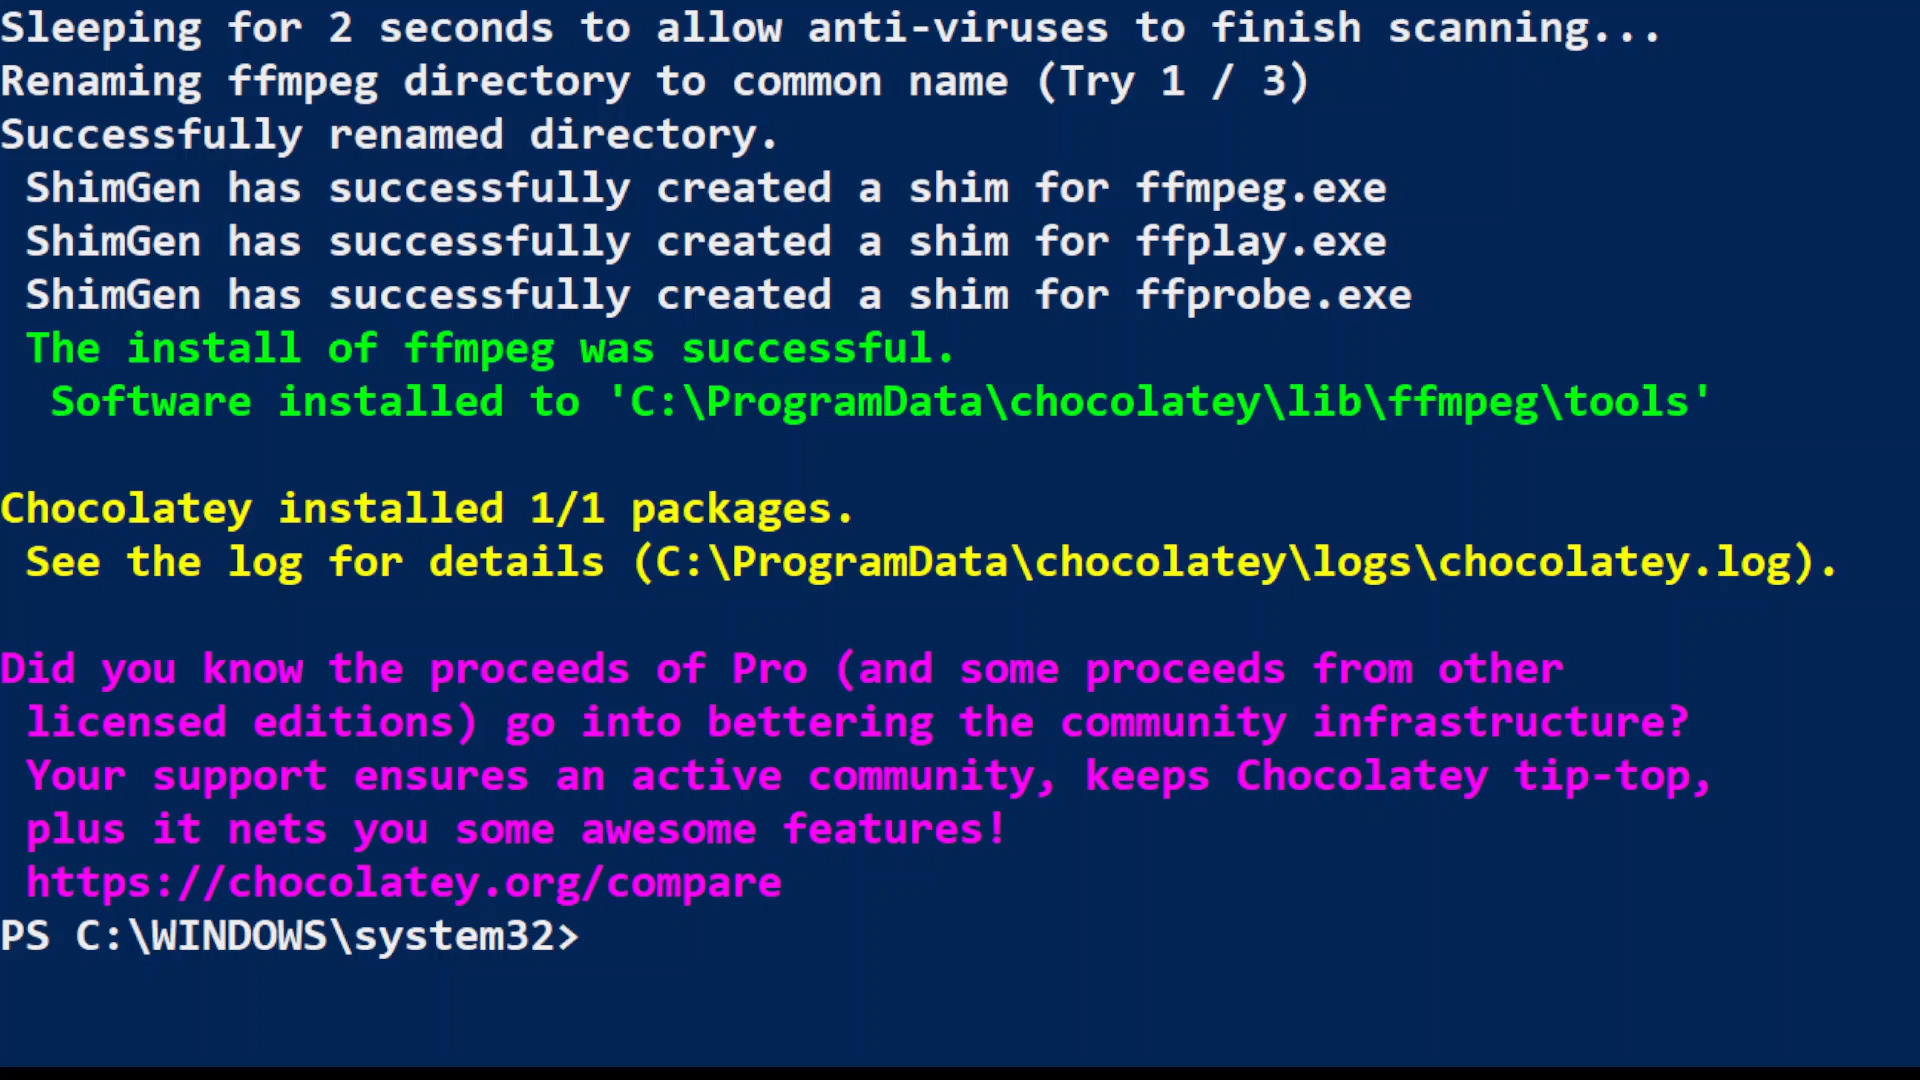 Sleeping for 2 seconds to allow anti-viruses to finish scanning...
Renaming ffmpeg directory to common name (Try 1 / 3)
Successfully renamed directory.
ShimGen has successfully created a shim for ffmpeg.exe
ShimGen has successfully created a shim for ffplay.exe
ShimGen has successfully created a shim for ffprobe.exe
The install of ffmpeg was successful.
Software installed to 'C:\ProgramData\chocolatey\lib\ffmpeg\tools'
Chocolatey installed 1/1 packages.
See the log for details (C:\ProgramData\chocolatey\logs\chocolatey.log).
Did you know the proceeds of Pro (and some proceeds from other
licensed editions) go into bettering the community infrastructure?
Your support ensures an active community, keeps Chocolatey tip-top,
plus it nets you some awesome features!
https://chocolatey.org/compare
PS C:\WINDOWS\system32>